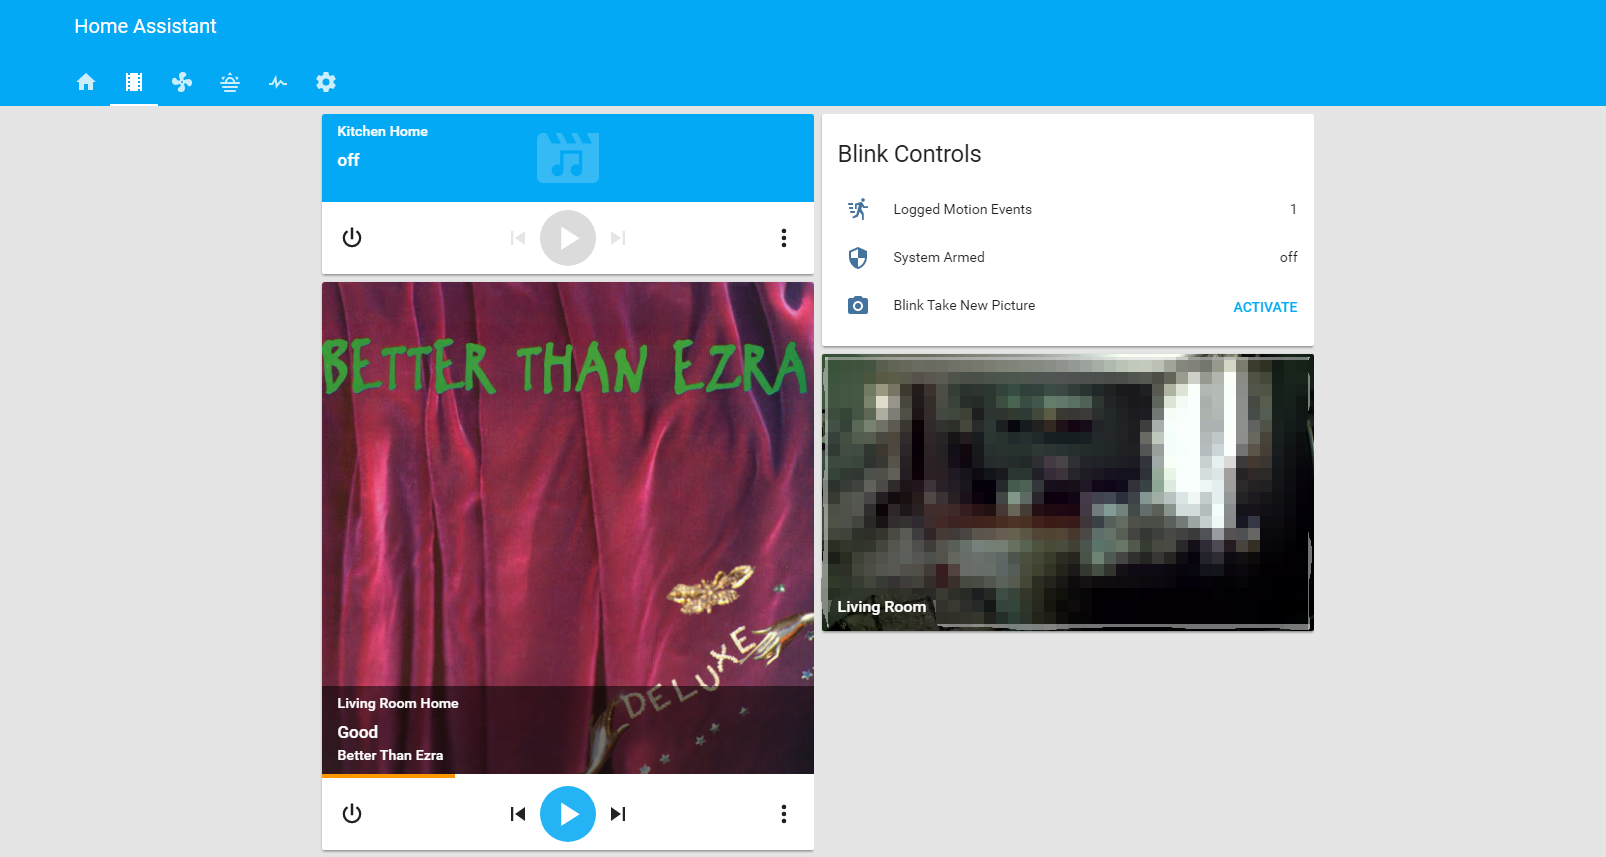 Home Assistant
Kitchen Home
off
BETTER THAN EZRA
DELUXE
Living Room Home
Good
Better Than Ezra
Blink Controls
Logged Motion Events 1
System Armed off
Blink Take New Picture ACTIVATE
Living Room